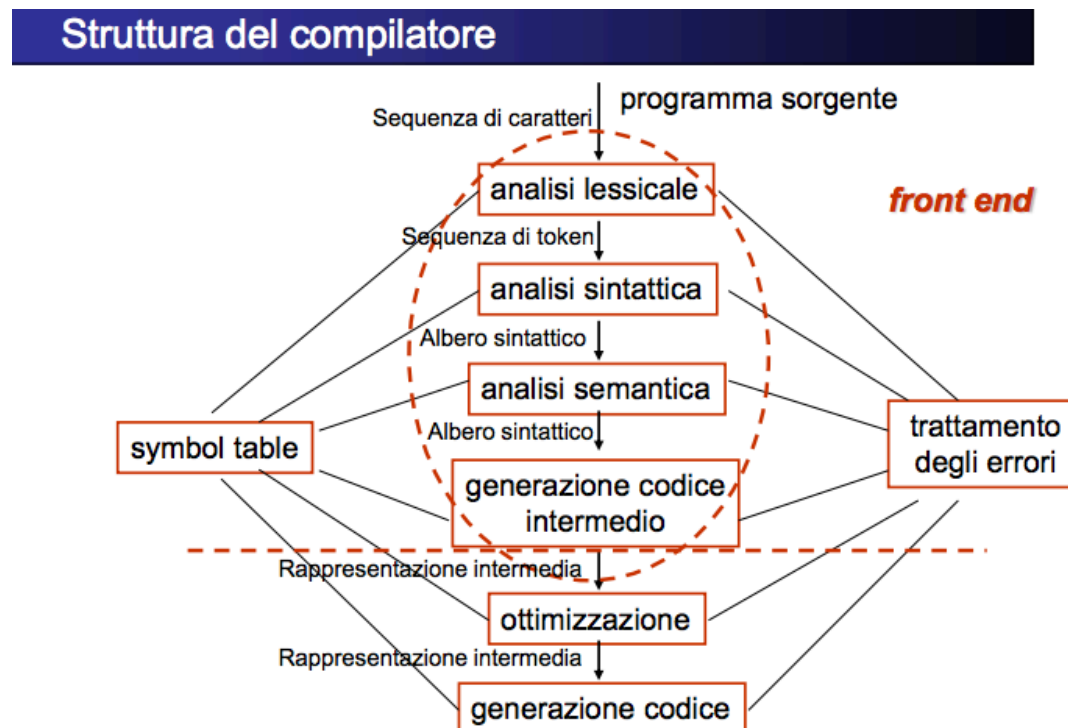 Struttura del compilatore
programma sorgente
Sequenza di caratteri
analisi lessicale
front end
Sequenza di token
analisi sintattica
Albero sintattico
analisi semantica
Albero sintattico
symbol table
trattamento
degli errori
generazione codice
intermedio
Rappresentazione intermedia
ottimizzazione
Rappresentazione intermedia
generazione codice